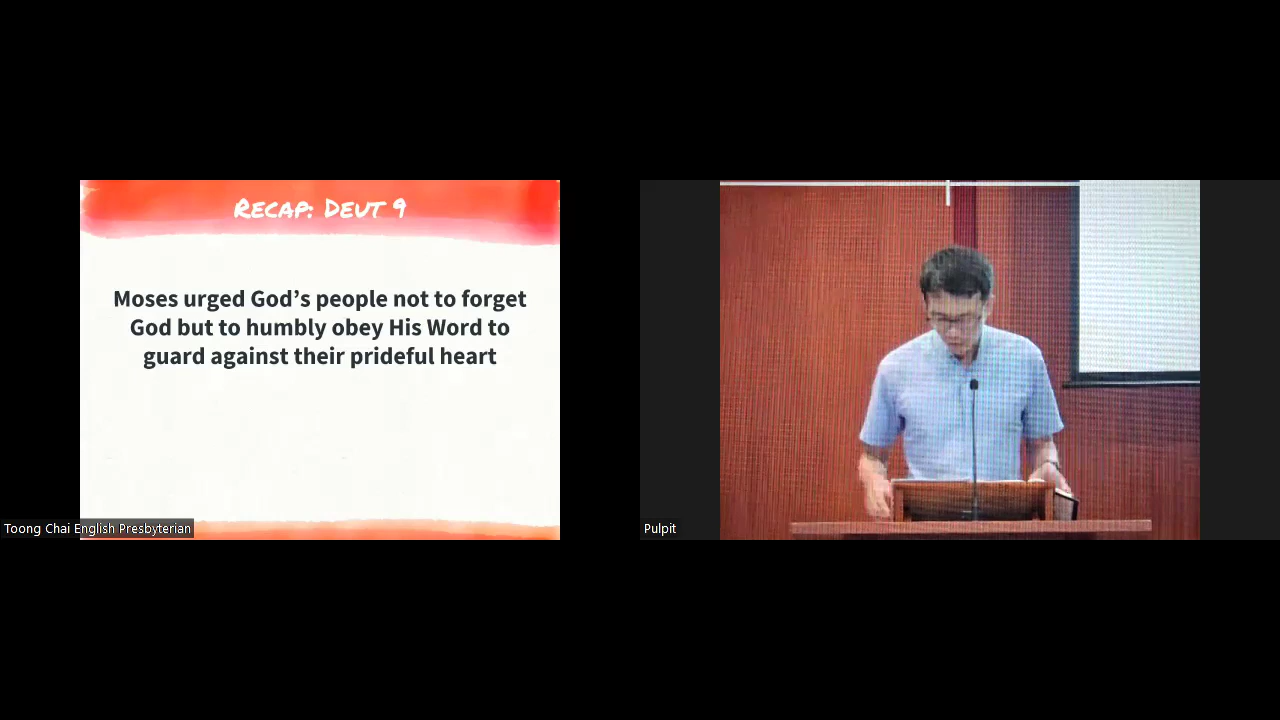 RECAP: DEUT 9
Moses urged God's people not to forget
God but to humbly obey His Word to
guard against their prideful heart
Toong Chai English Presbyterian
Pulpit